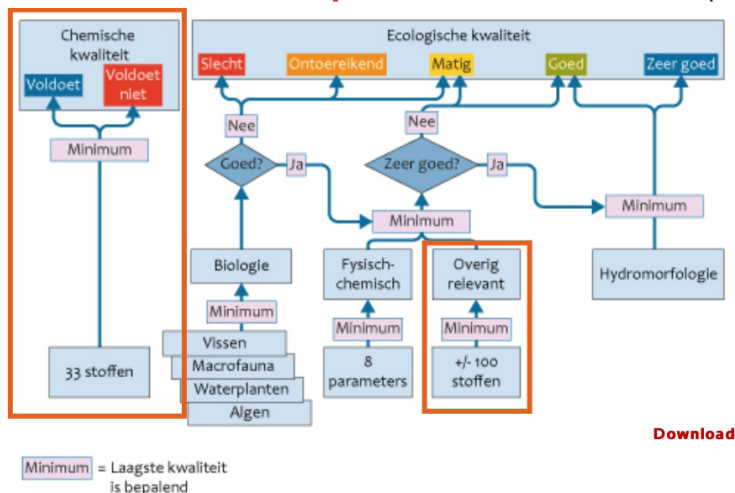 Chemische
kwaliteit
Voldoet
Voldoet
niet
Minimum
33 stoffen
Ecologische kwaliteit
Slecht
Ontoereikend
Matig
Goed
Zeer goed
Nee
Nee
Goed?
Ja
Zeer goed?
Ja
Minimum
Minimum
Biologie
Fysisch-
chemisch
Overig
relevant
Hydromorfologie
Minimum
Minimum
Minimum
Vissen
Macrofauna
Waterplanten
Algen
8
parameters
+/- 100
stoffen
Download
Minimum = Laagste kwaliteit
is bepalend